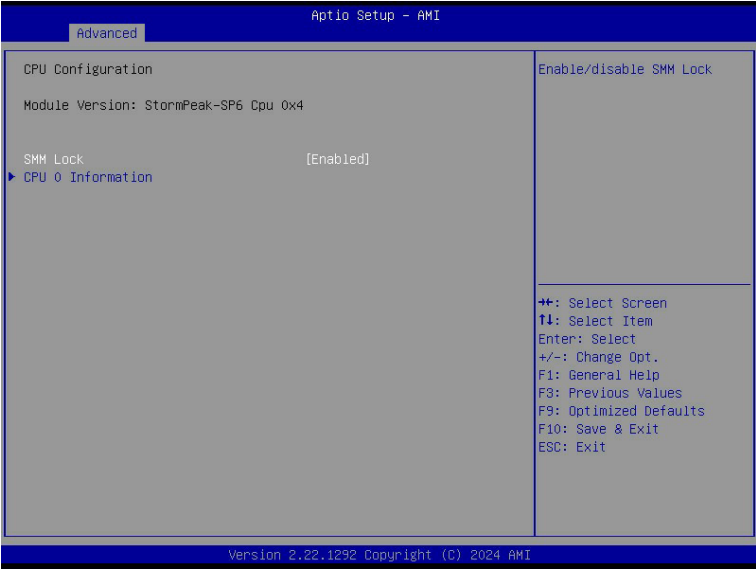 Aptio Setup – AMI
Advanced
CPU Configuration
Module Version: StormPeak-SP6 Cpu 0x4
SMM Lock [Enabled]
CPU 0 Information
Enable/disable SMM Lock
→←: Select Screen
↑↓: Select Item
Enter: Select
+/-: Change Opt.
F1: General Help
F3: Previous Values
F9: Optimized Defaults
F10: Save & Exit
ESC: Exit
Version 2.22.1292 Copyright (C) 2024 AMI